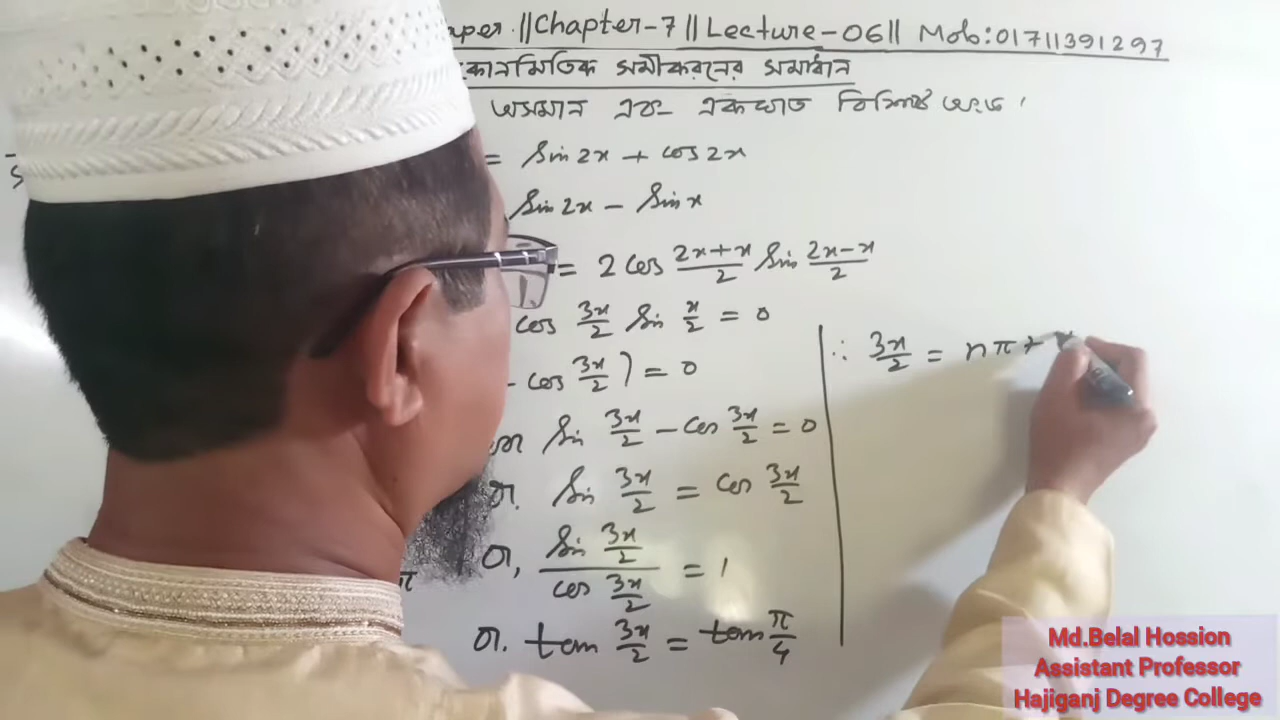 aper || Chapter-7 || Lecture-06 || Mob:01711391297
কোনমিতিক সমীকরনের সমাধান
অসমান এবং একঘাত বিশিষ্ট
= sin 2x + cos 2x
sin 2x − sin x
= 2 cos (2x+x)/2 sin (2x−x)/2
cos 3x/2 sin x/2 = 0
- cos 3x/2) = 0
sin 3x/2 − cos 3x/2 = 0
বা. sin 3x/2 = cos 3x/2
বা, (sin 3x/2)/(cos 3x/2) = 1
বা. tan 3x/2 = tan π/4
π
∴ 3x/2 = nπ +
Md.Belal Hossion
Assistant Professor
Hajiganj Degree College